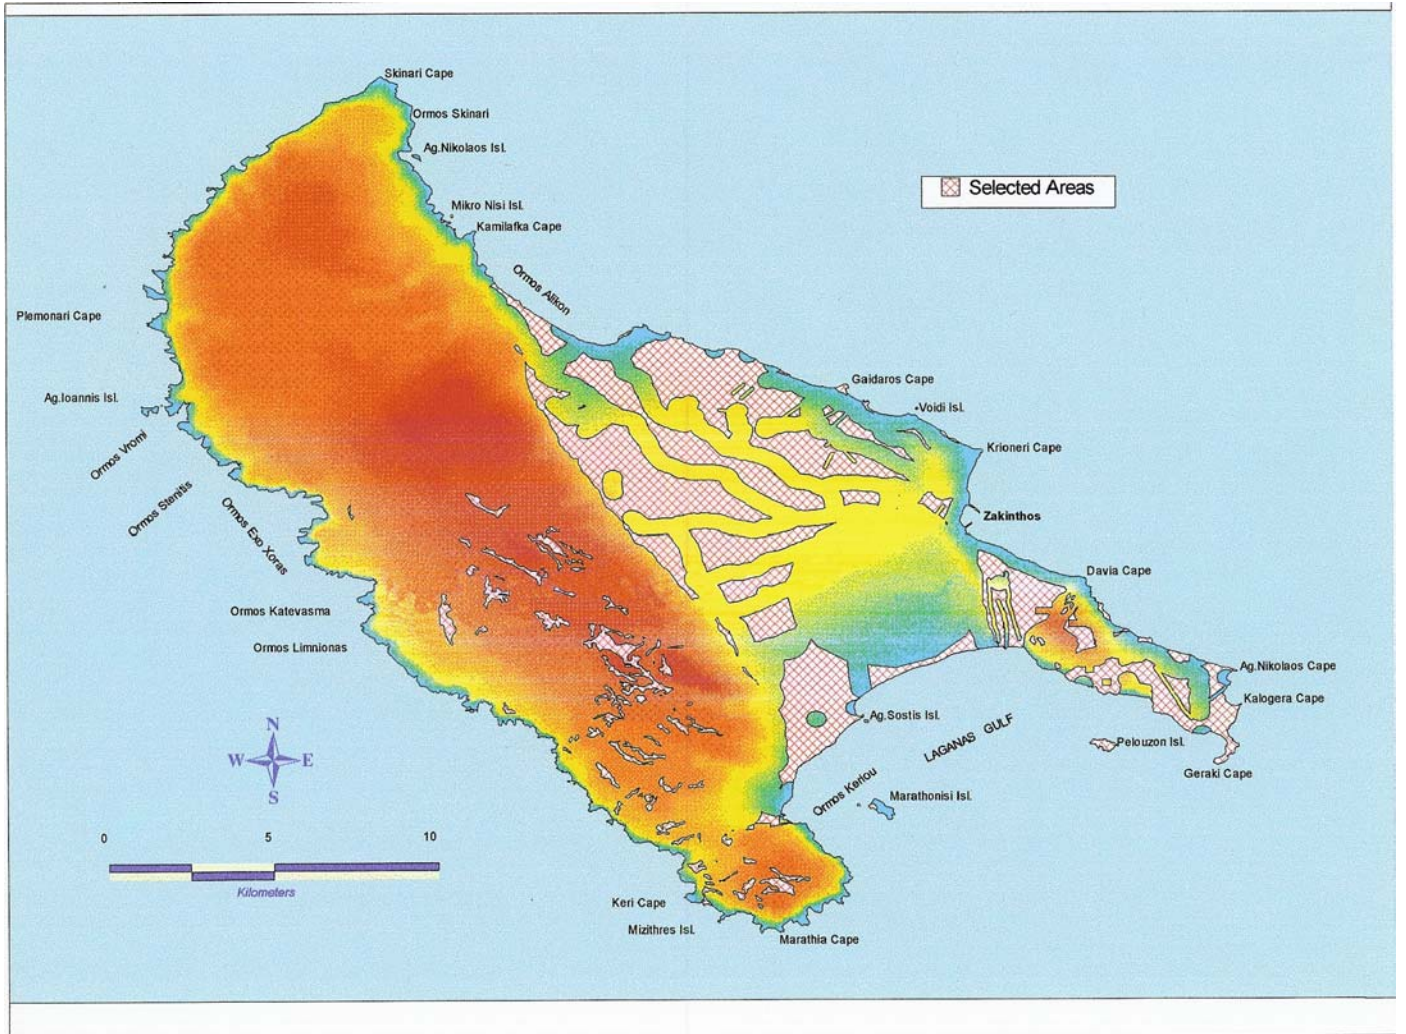 Skinari Cape
Ormos Skinari
Ag.Nikolaos Isl.
Selected Areas
Mikro Nisi Isl.
Kamilafka Cape
Ormos Alikon
Plemonari Cape
Gaidaros Cape
Ag.Ioannis Isl.
Voidi Isl.
Ormos Vromi
Krioneri Cape
Ormos Stenitis
Ormos Exo Xoras
Zakinthos
Davia Cape
Ormos Katevasma
Ormos Limnionas
Ag.Nikolaos Cape
Kalogera Cape
Ag.Sostis Isl.
LAGANAS GULF
Pelouzon Isl.
Geraki Cape
N
W E
S
Ormos Keriou
Marathonisi Isl.
0 5 10
Kilometers
Keri Cape
Mizithres Isl.
Marathia Cape